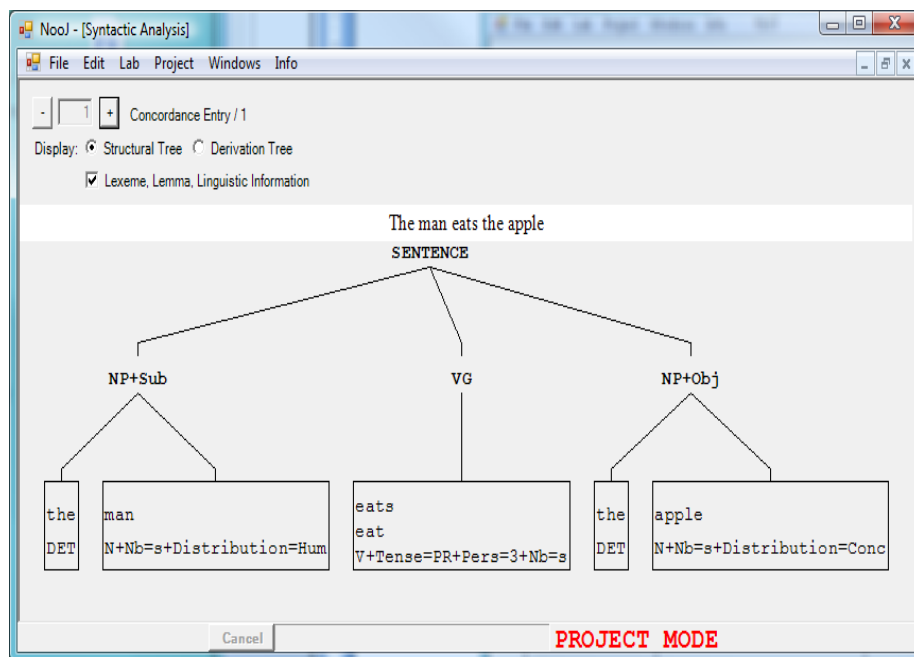 NooJ - [Syntactic Analysis]
File Edit Lab Project Windows Info
- 1 + Concordance Entry / 1
Display: Structural Tree Derivation Tree
Lexeme, Lemma, Linguistic Information
The man eats the apple
SENTENCE
NP+Sub VG NP+Obj
the man eats the apple
eat
DET N+Nb=s+Distribution=Hum V+Tense=PR+Pers=3+Nb=s DET N+Nb=s+Distribution=Conc
Cancel PROJECT MODE